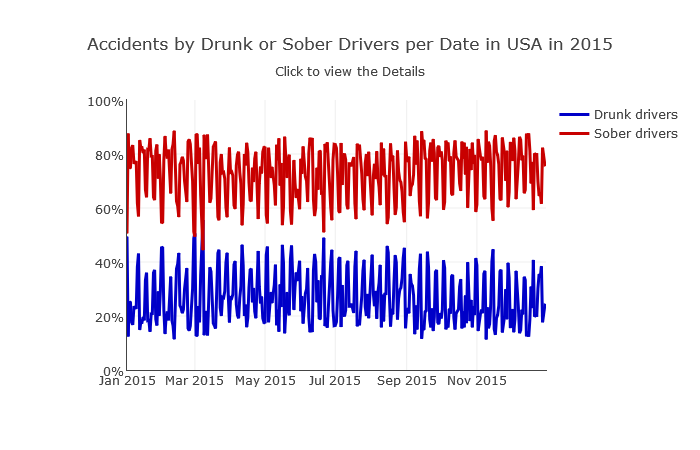 Accidents by Drunk or Sober Drivers per Date in USA in 2015
Click to view the Details
100%
80%
60%
40%
20%
0%
Jan 2015
Mar 2015
May 2015
Jul 2015
Sep 2015
Nov 2015
Drunk drivers
Sober drivers